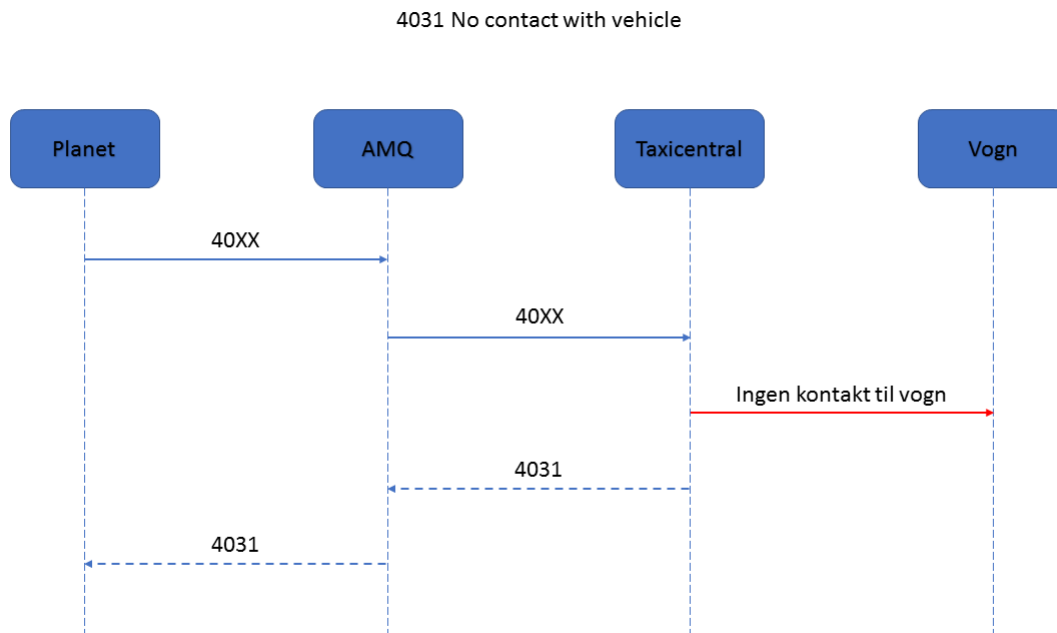 4031 No contact with vehicle
Planet
AMQ
Taxicentral
Vogn
40XX
40XX
Ingen kontakt til vogn
4031
4031